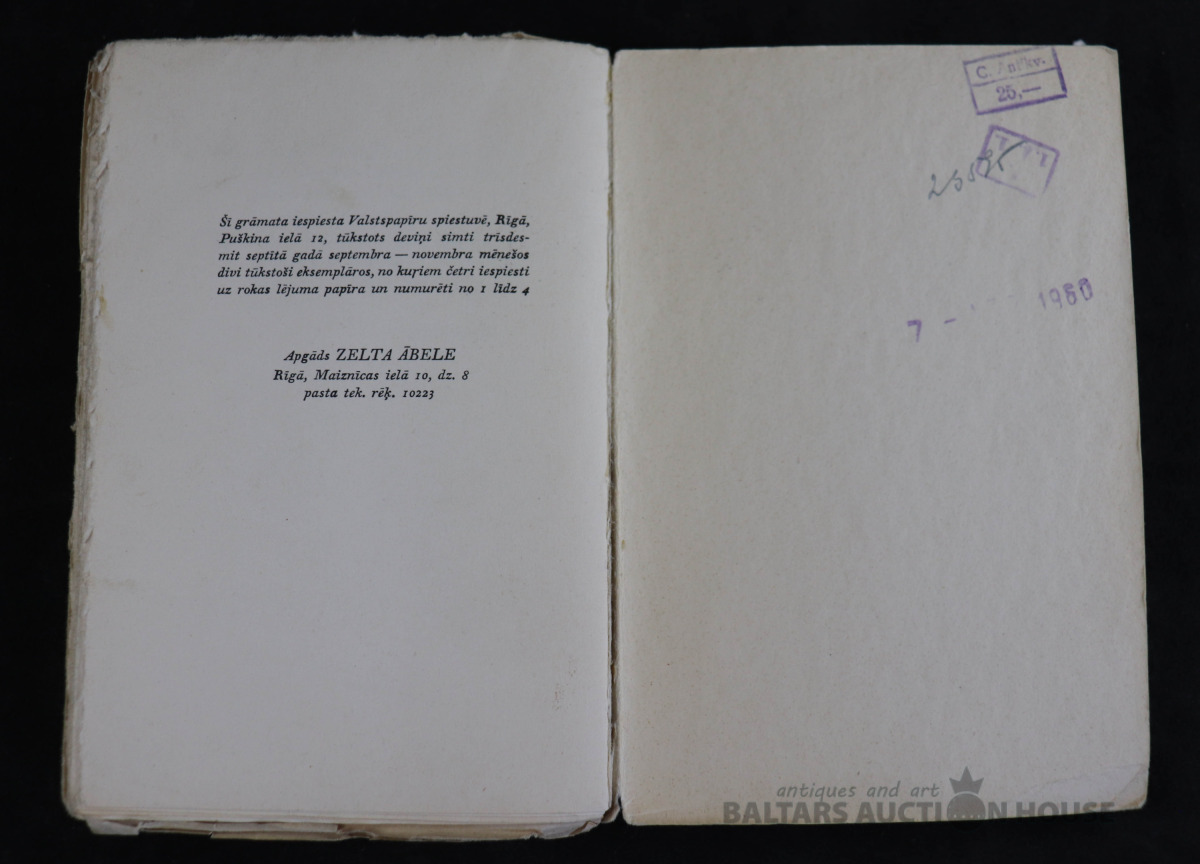 Šī grāmata iespiesta Valstspapīru spiestuvē, Rīgā,
Puškina ielā 12, tūkstots deviņi simti trīsdes-
mit septītā gadā septembra — novembra mēnešos
divi tūkstoši eksemplāros, no kuŗiem četri iespiesti
uz rokas lējuma papīra un numurēti no 1 līdz 4
Apgāds ZELTA ĀBELE
Rīgā, Maiznīcas ielā 10, dz. 8
pasta tek. rēķ. 10223
C. Antikv.
25,—
7 –
antiques and art
BALTARS AUCTION HOUSE